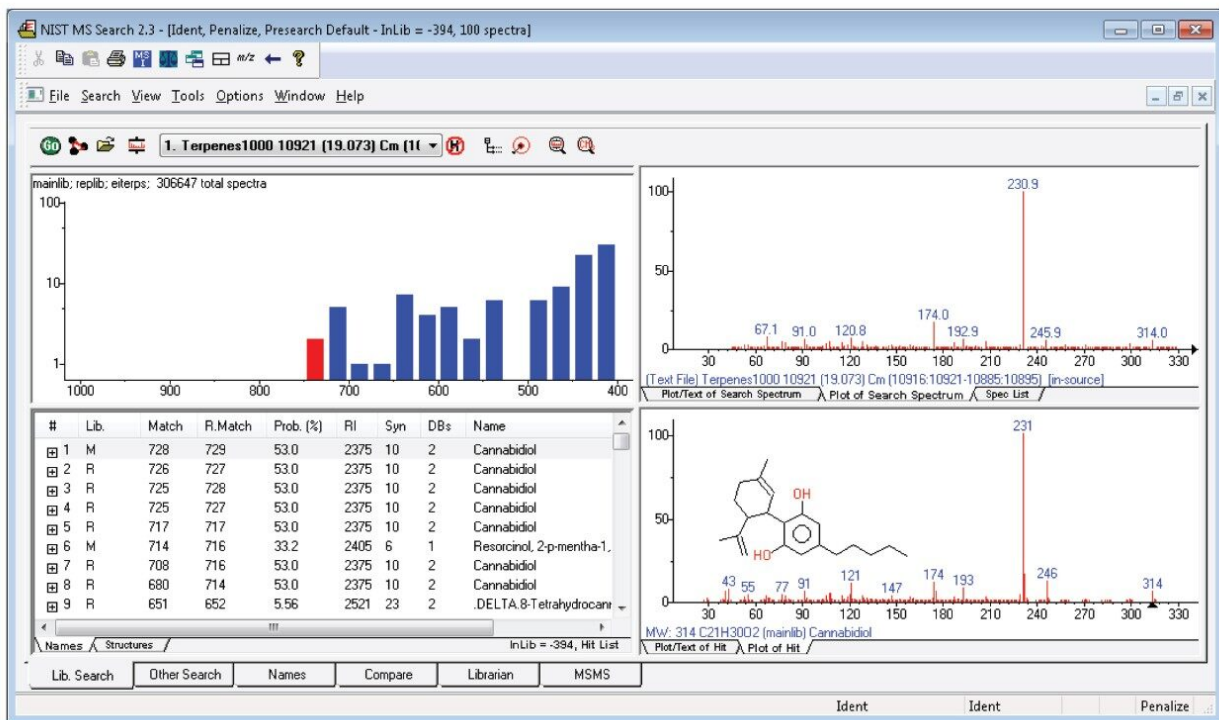 NIST MS Search 2.3 - [Ident, Penalize, Presearch Default - InLib = -394, 100 spectra]
MS
m/z
File Search View Tools Options Window Help
GO
1. Terpenes1000 10921 (19.073) Cm (1(
mainlib; replib; eiterps; 306647 total spectra
100
10
1
1000 900 800 700 600 500 400
# Lib. Match R.Match Prob. (%) RI Syn DBs Name
1 M 728 729 53.0 2375 10 2 Cannabidiol
2 R 726 727 53.0 2375 10 2 Cannabidiol
3 R 725 728 53.0 2375 10 2 Cannabidiol
4 R 725 727 53.0 2375 10 2 Cannabidiol
5 R 717 717 53.0 2375 10 2 Cannabidiol
6 M 714 716 33.2 2405 6 1 Resorcinol, 2-p-mentha-1,
7 R 708 716 53.0 2375 10 2 Cannabidiol
8 R 680 714 53.0 2375 10 2 Cannabidiol
9 R 651 652 5.56 2521 23 2 .DELTA.8-Tetrahydrocanr
Names Structures InLib = -394, Hit List
100
50
0
230.9
67.1 91.0 120.8 174.0 192.9 245.9 314.0
30 60 90 120 150 180 210 240 270 300 330
(Text File) Terpenes1000 10921 (19.073) Cm (10916:10921-10885:10895) [in-source]
Plot/Text of Search Spectrum Plot of Search Spectrum Spec List
100
50
0
231
OH
HO
43 55 77 91 121 147 174 193 246 314
30 60 90 120 150 180 210 240 270 300 330
MW: 314 C21H30O2 (mainlib) Cannabidiol
Plot/Text of Hit Plot of Hit
Lib. Search Other Search Names Compare Librarian MSMS
Ident Ident Penalize